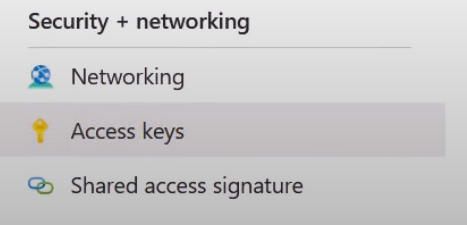 Security + networking
Networking
Access keys
Shared access signature